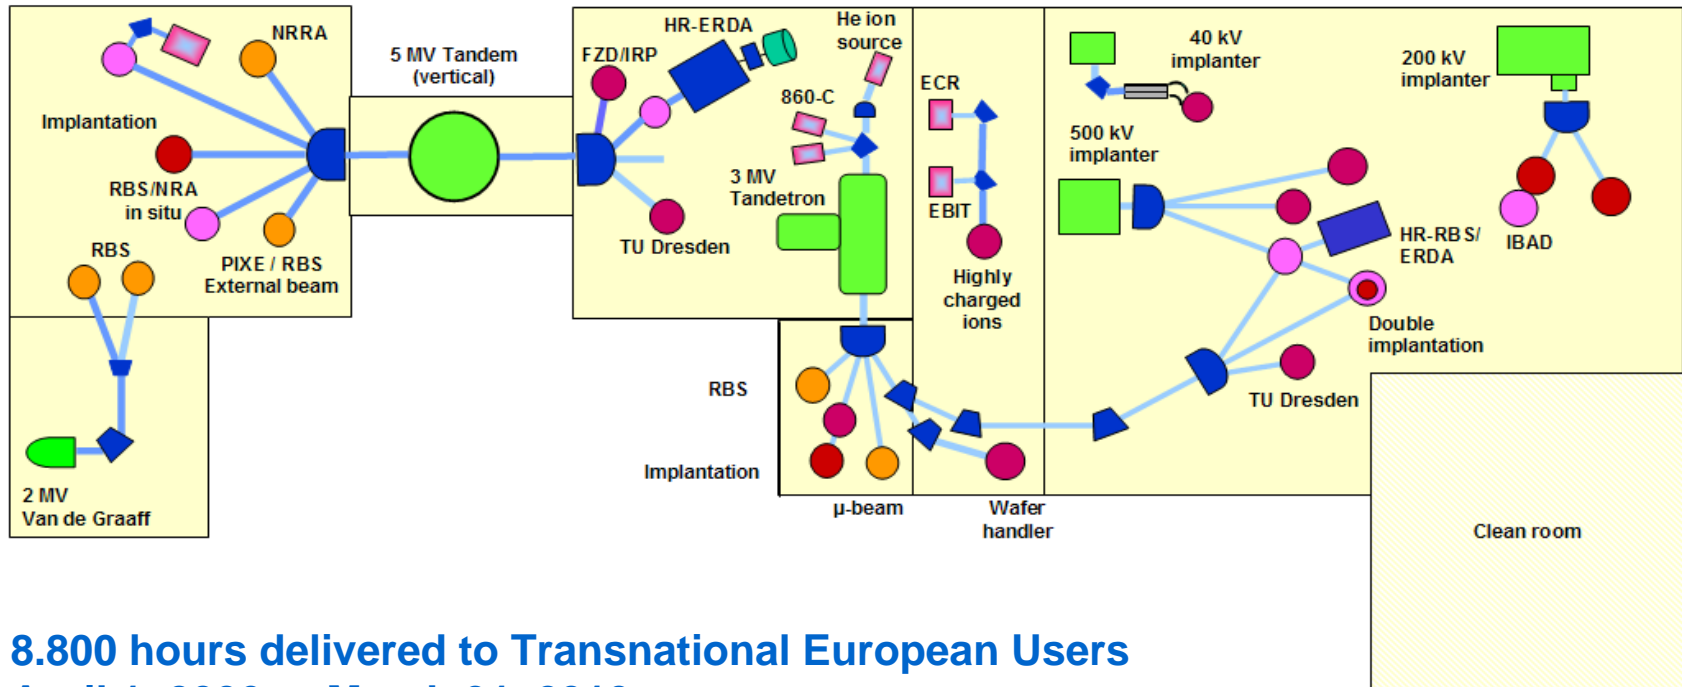 NRRA
Implantation
RBS/NRA
in situ
RBS
PIXE / RBS
External beam
2 MV
Van de Graaff
5 MV Tandem
(vertical)
HR-ERDA
FZD/IRP
TU Dresden
He ion
source
860-C
3 MV
Tandetron
ECR
EBIT
Highly
charged
ions
RBS
Implantation
µ-beam
Wafer
handler
40 kV
implanter
500 kV
implanter
200 kV
implanter
IBAD
HR-RBS/
ERDA
Double
implantation
TU Dresden
Clean room
8.800 hours delivered to Transnational European Users